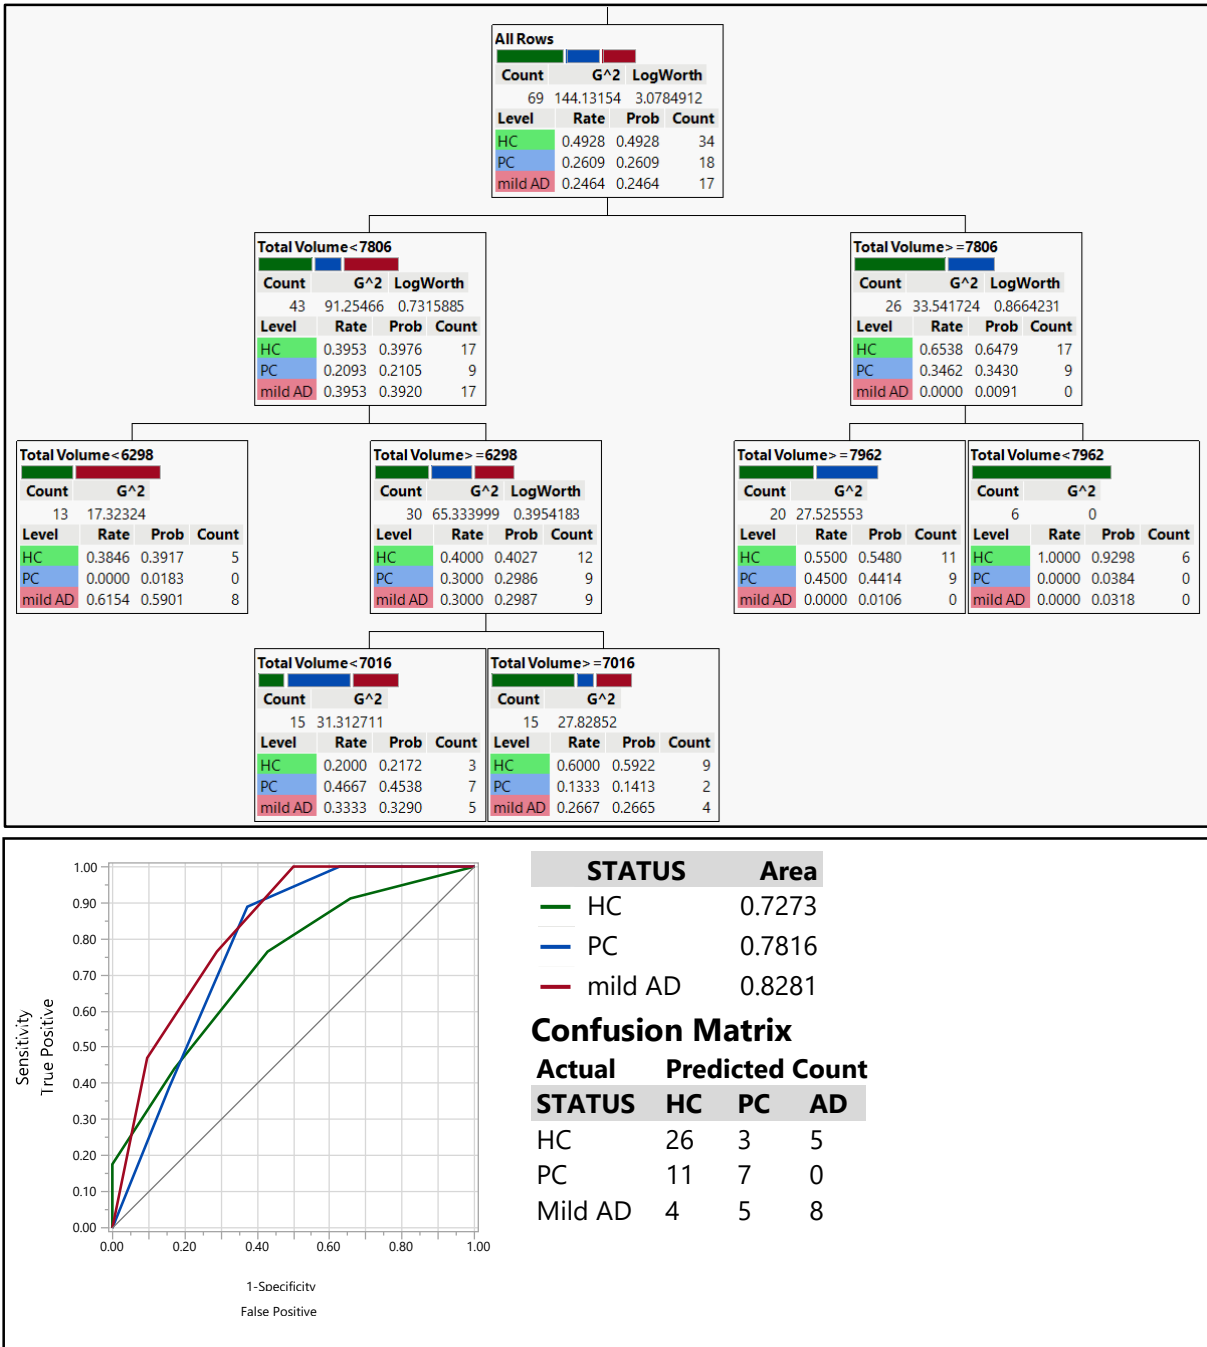 All Rows
Count G^2 LogWorth
69 144.13154 3.0784912
Level Rate Prob Count
HC 0.4928 0.4928 34
PC 0.2609 0.2609 18
mild AD 0.2464 0.2464 17
Total Volume<7806
Count G^2 LogWorth
43 91.25466 0.7315885
Level Rate Prob Count
HC 0.3953 0.3976 17
PC 0.2093 0.2105 9
mild AD 0.3953 0.3920 17
Total Volume>=7806
Count G^2 LogWorth
26 33.541724 0.8664231
Level Rate Prob Count
HC 0.6538 0.6479 17
PC 0.3462 0.3430 9
mild AD 0.0000 0.0091 0
Total Volume<6298
Count G^2
13 17.32324
Level Rate Prob Count
HC 0.3846 0.3917 5
PC 0.0000 0.0183 0
mild AD 0.6154 0.5901 8
Total Volume>=6298
Count G^2 LogWorth
30 65.333999 0.3954183
Level Rate Prob Count
HC 0.4000 0.4027 12
PC 0.3000 0.2986 9
mild AD 0.3000 0.2987 9
Total Volume>=7962
Count G^2
20 27.525553
Level Rate Prob Count
HC 0.5500 0.5480 11
PC 0.4500 0.4414 9
mild AD 0.0000 0.0106 0
Total Volume<7962
Count G^2
6 0
Level Rate Prob Count
HC 1.0000 0.9298 6
PC 0.0000 0.0384 0
mild AD 0.0000 0.0318 0
Total Volume<7016
Count G^2
15 31.312711
Level Rate Prob Count
HC 0.2000 0.2172 3
PC 0.4667 0.4538 7
mild AD 0.3333 0.3290 5
Total Volume>=7016
Count G^2
15 27.82852
Level Rate Prob Count
HC 0.6000 0.5922 9
PC 0.1333 0.1413 2
mild AD 0.2667 0.2665 4
Sensitivity
True Positive
1.00
0.90
0.80
0.70
0.60
0.50
0.40
0.30
0.20
0.10
0.00
0.00 0.20 0.40 0.60 0.80 1.00
1-Specificity
False Positive
STATUS Area
HC 0.7273
PC 0.7816
mild AD 0.8281
Confusion Matrix
Actual Predicted Count
STATUS HC PC AD
HC 26 3 5
PC 11 7 0
Mild AD 4 5 8